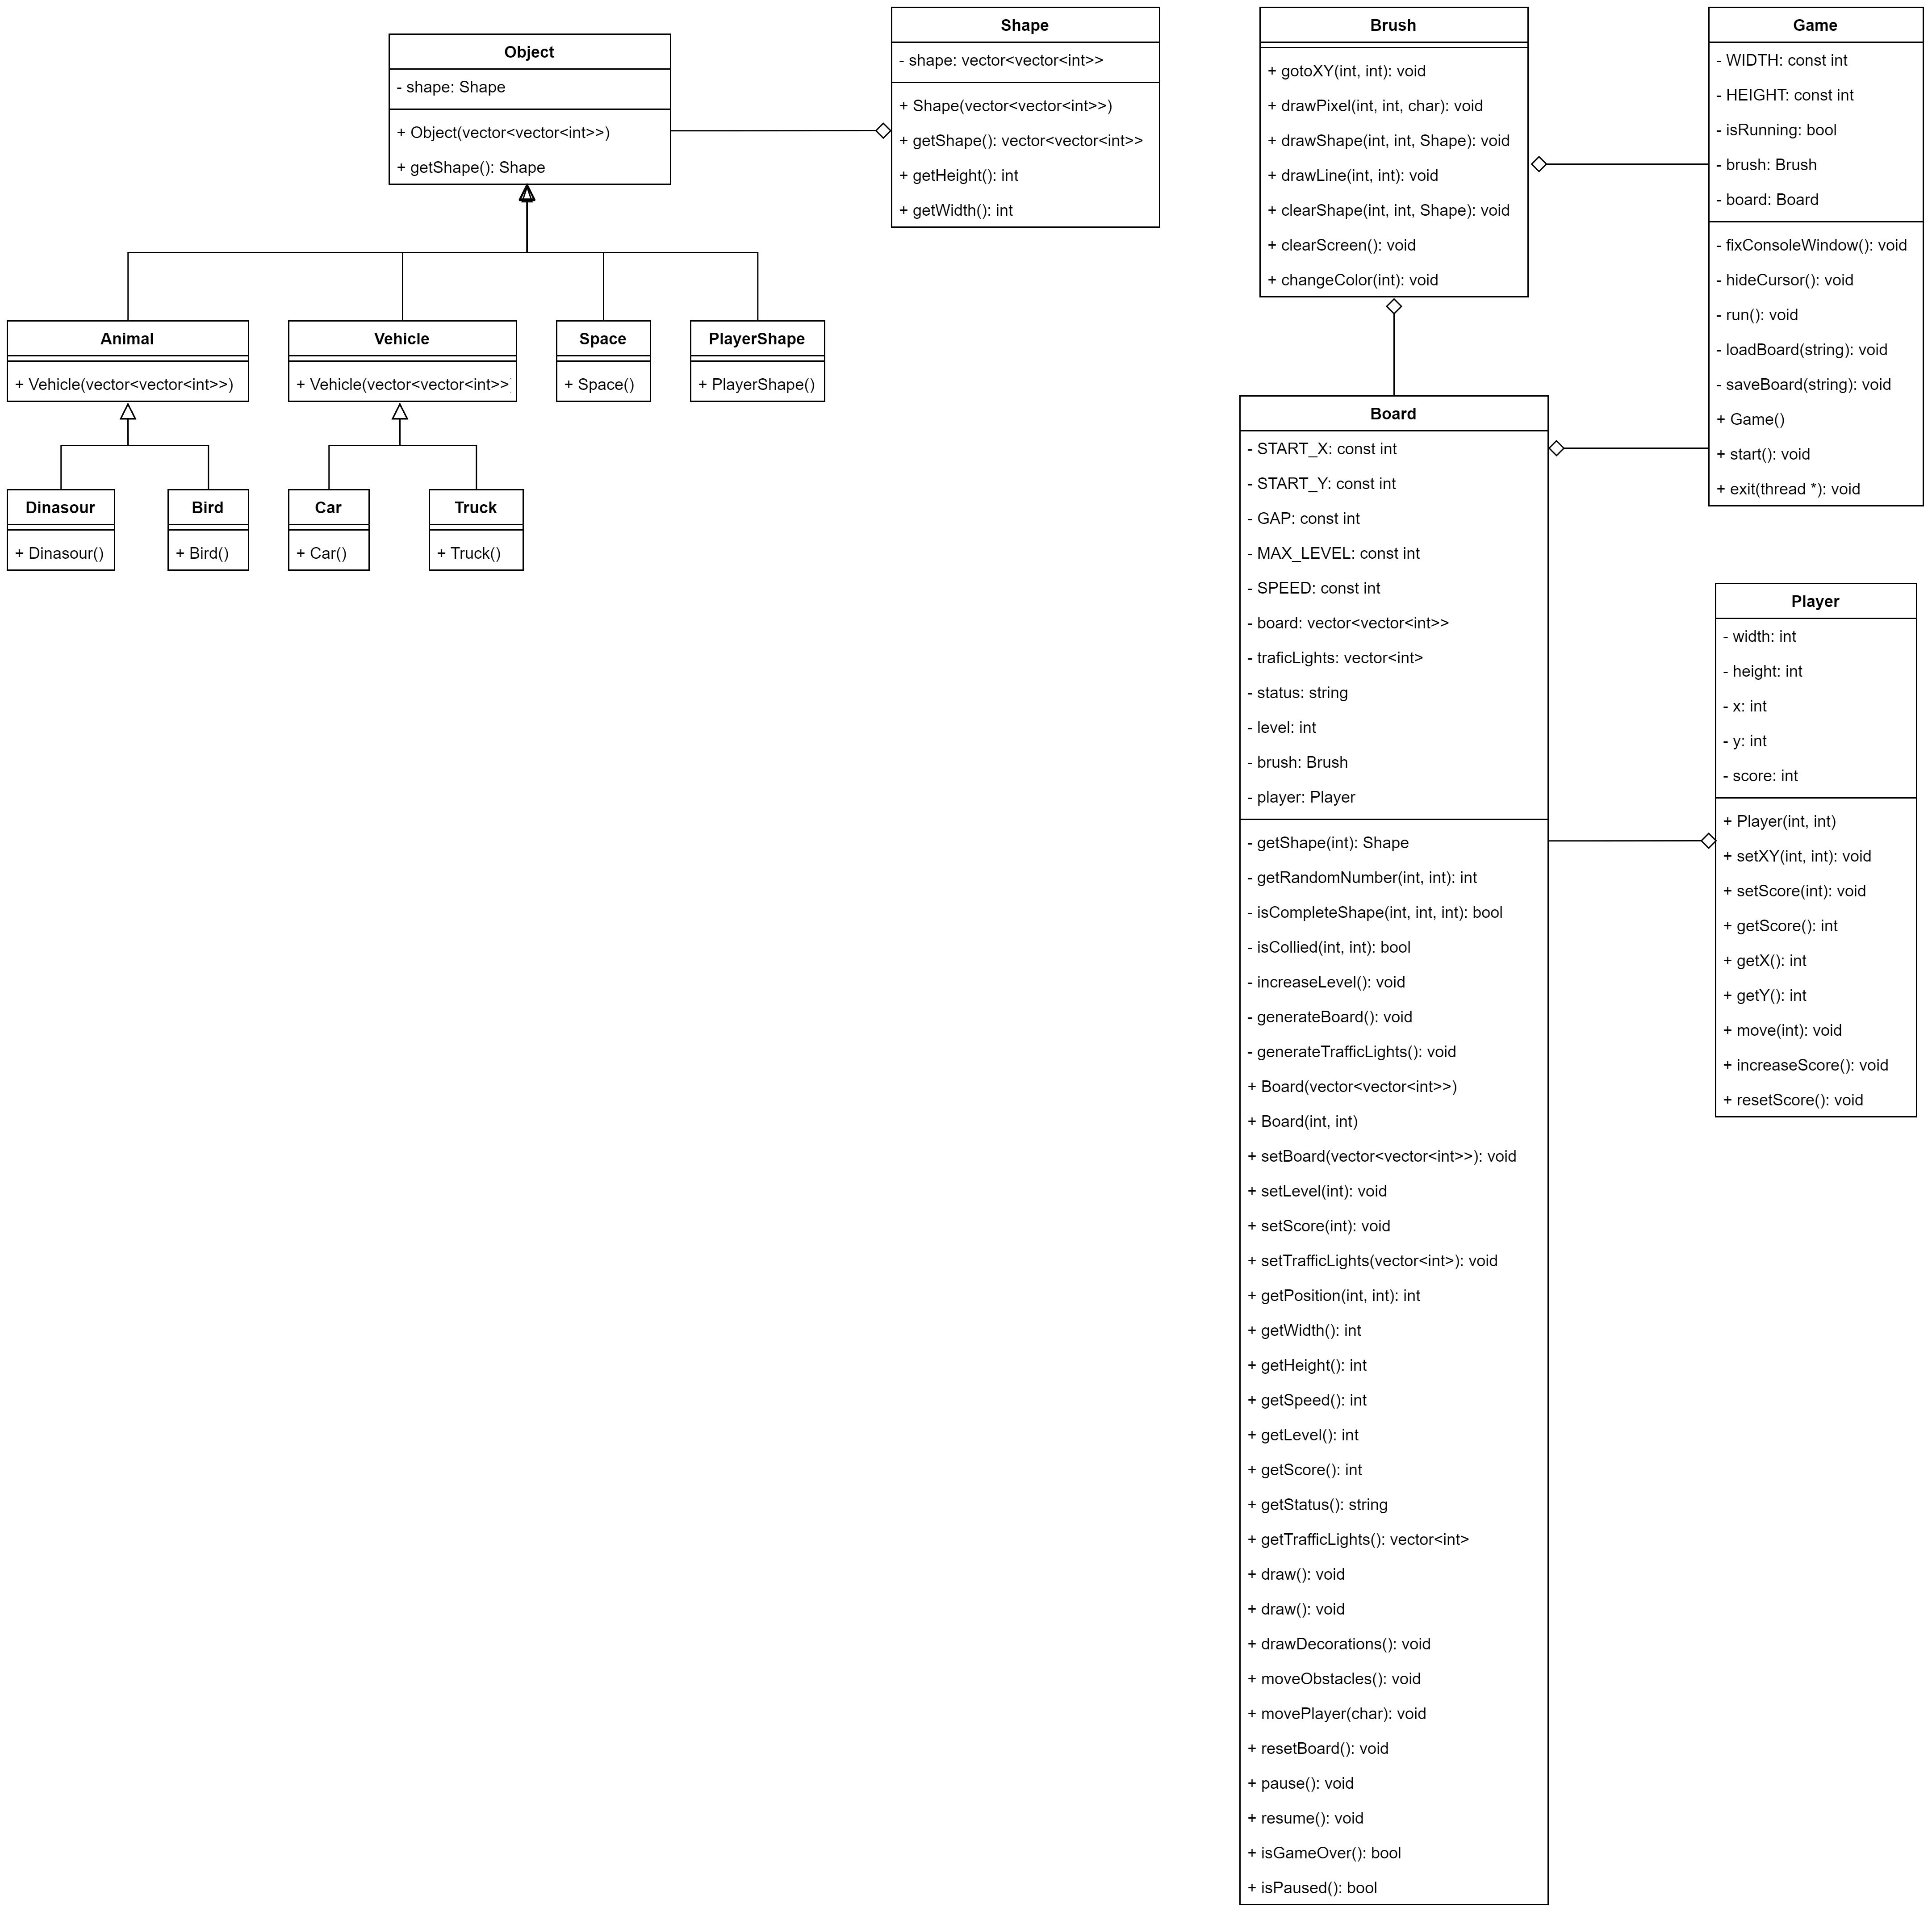 Object
- shape: Shape
+ Object(vector<vector<int>>)
+ getShape(): Shape
Shape
- shape: vector<vector<int>>
+ Shape(vector<vector<int>>)
+ getShape(): vector<vector<int>>
+ getHeight(): int
+ getWidth(): int
Animal
+ Vehicle(vector<vector<int>>)
Vehicle
+ Vehicle(vector<vector<int>>
Space
+ Space()
PlayerShape
+ PlayerShape()
Dinasour
+ Dinasour()
Bird
+ Bird()
Car
+ Car()
Truck
+ Truck()
Brush
+ gotoXY(int, int): void
+ drawPixel(int, int, char): void
+ drawShape(int, int, Shape): void
+ drawLine(int, int): void
+ clearShape(int, int, Shape): void
+ clearScreen(): void
+ changeColor(int): void
Game
- WIDTH: const int
- HEIGHT: const int
- isRunning: bool
- brush: Brush
- board: Board
- fixConsoleWindow(): void
- hideCursor(): void
- run(): void
- loadBoard(string): void
- saveBoard(string): void
+ Game()
+ start(): void
+ exit(thread *): void
Board
- START_X: const int
- START_Y: const int
- GAP: const int
- MAX_LEVEL: const int
- SPEED: const int
- board: vector<vector<int>>
- traficLights: vector<int>
- status: string
- level: int
- brush: Brush
- player: Player
- getShape(int): Shape
- getRandomNumber(int, int): int
- isCompleteShape(int, int, int): bool
- isCollied(int, int): bool
- increaseLevel(): void
- generateBoard(): void
- generateTrafficLights(): void
+ Board(vector<vector<int>>)
+ Board(int, int)
+ setBoard(vector<vector<int>>): void
+ setLevel(int): void
+ setScore(int): void
+ setTrafficLights(vector<int>): void
+ getPosition(int, int): int
+ getWidth(): int
+ getHeight(): int
+ getSpeed(): int
+ getLevel(): int
+ getScore(): int
+ getStatus(): string
+ getTrafficLights(): vector<int>
+ draw(): void
+ draw(): void
+ drawDecorations(): void
+ moveObstacles(): void
+ movePlayer(char): void
+ resetBoard(): void
+ pause(): void
+ resume(): void
+ isGameOver(): bool
+ isPaused(): bool
Player
- width: int
- height: int
- x: int
- y: int
- score: int
+ Player(int, int)
+ setXY(int, int): void
+ setScore(int): void
+ getScore(): int
+ getX(): int
+ getY(): int
+ move(int): void
+ increaseScore(): void
+ resetScore(): void